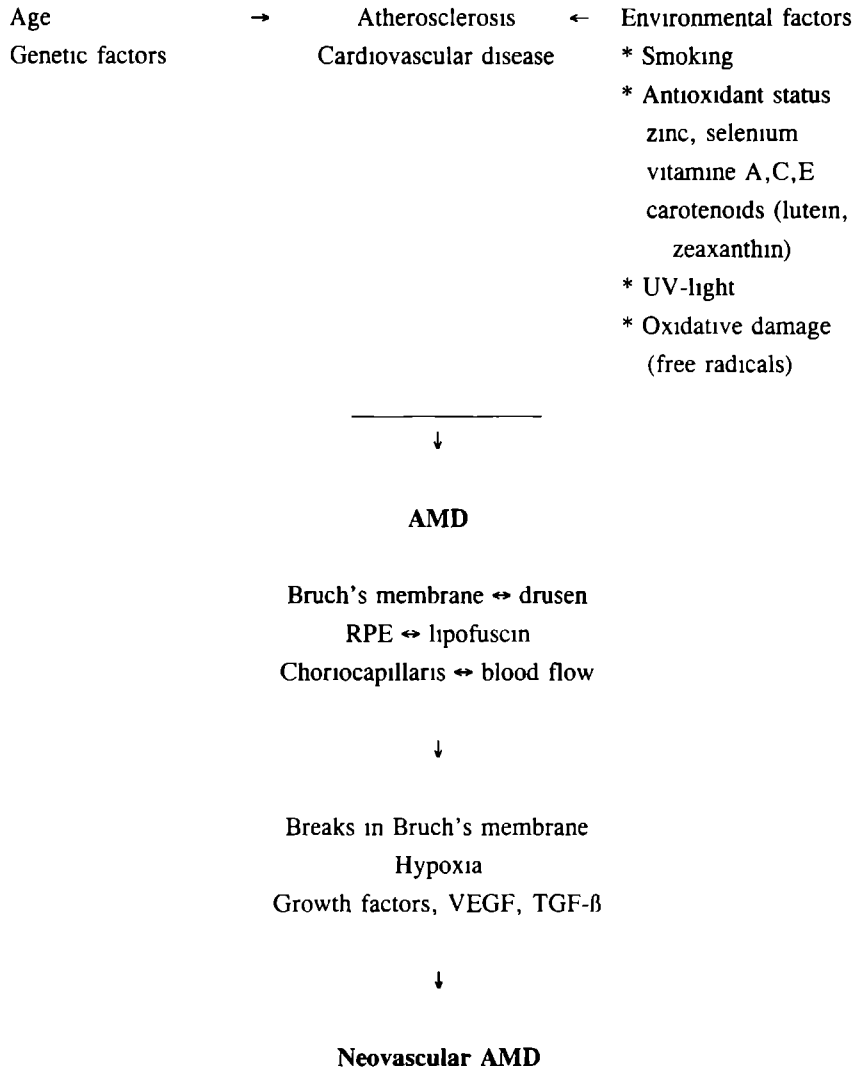 Age → Atherosclerosis ← Environmental factors
Genetic factors Cardiovascular disease * Smoking
* Antioxidant status
zinc, selenium
vitamine A,C,E
carotenoids (lutein,
zeaxanthin)
* UV-light
* Oxidative damage
(free radicals)
↓
AMD
Bruch's membrane ↔ drusen
RPE ↔ lipofuscin
Choriocapillaris ↔ blood flow
↓
Breaks in Bruch's membrane
Hypoxia
Growth factors, VEGF, TGF-ß
↓
Neovascular AMD